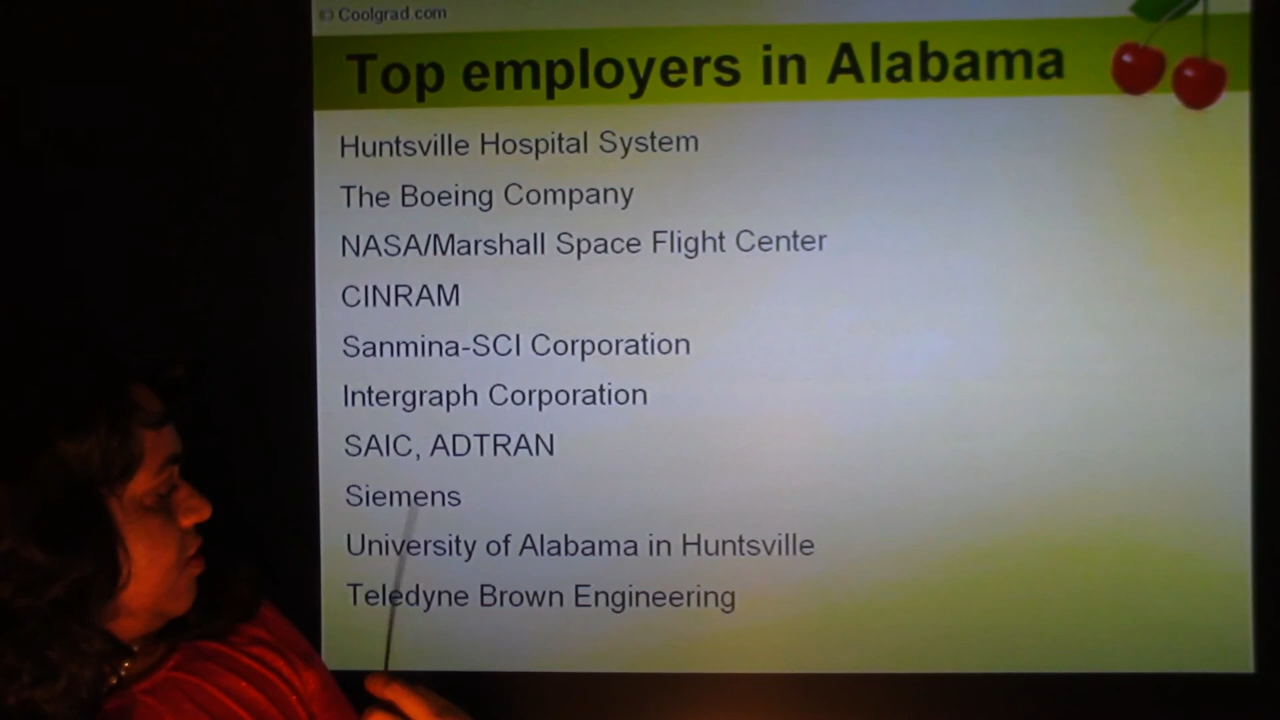 © Coolgrad.com
Top employers in Alabama
Huntsville Hospital System
The Boeing Company
NASA/Marshall Space Flight Center
CINRAM
Sanmina-SCI Corporation
Intergraph Corporation
SAIC, ADTRAN
Siemens
University of Alabama in Huntsville
Teledyne Brown Engineering